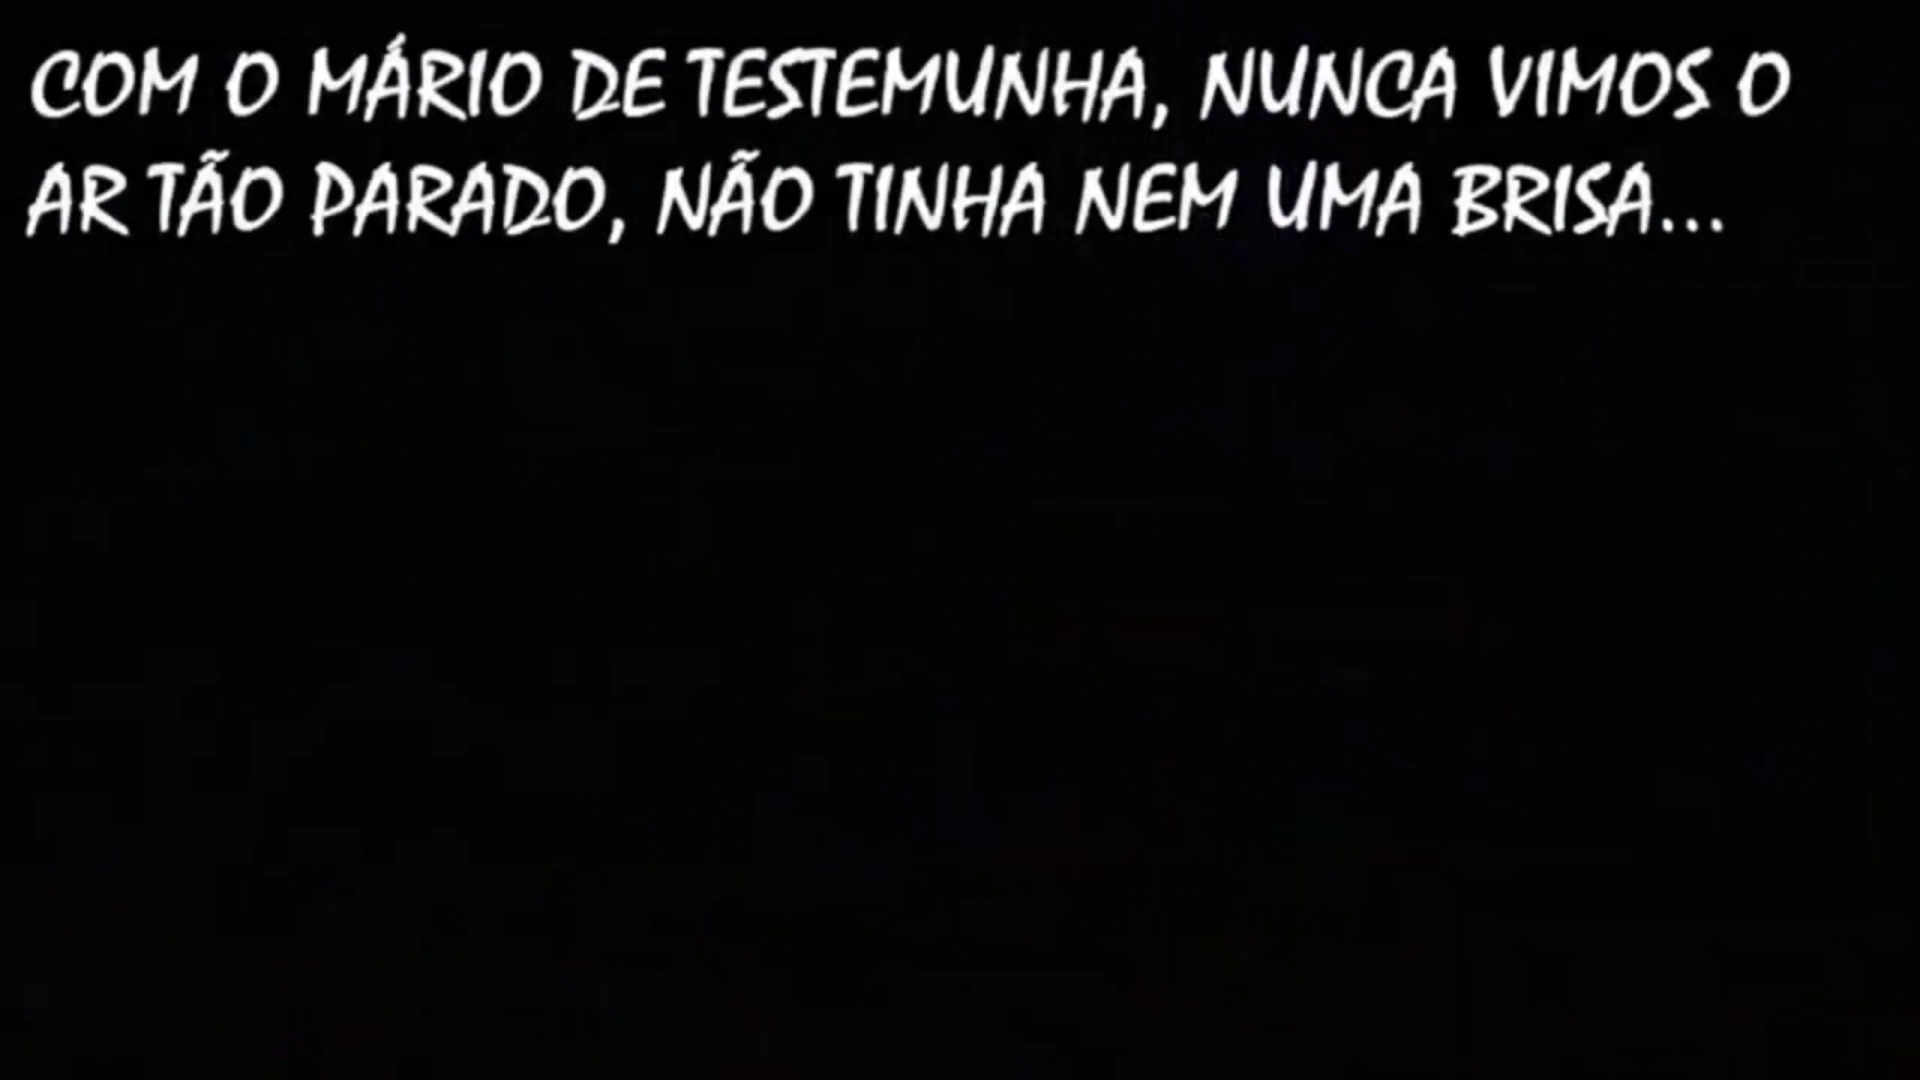 COM O MÁRIO DE TESTEMUNHA, NUNCA VIMOS O
AR TÃO PARADO, NÃO TINHA NEM UMA BRISA...